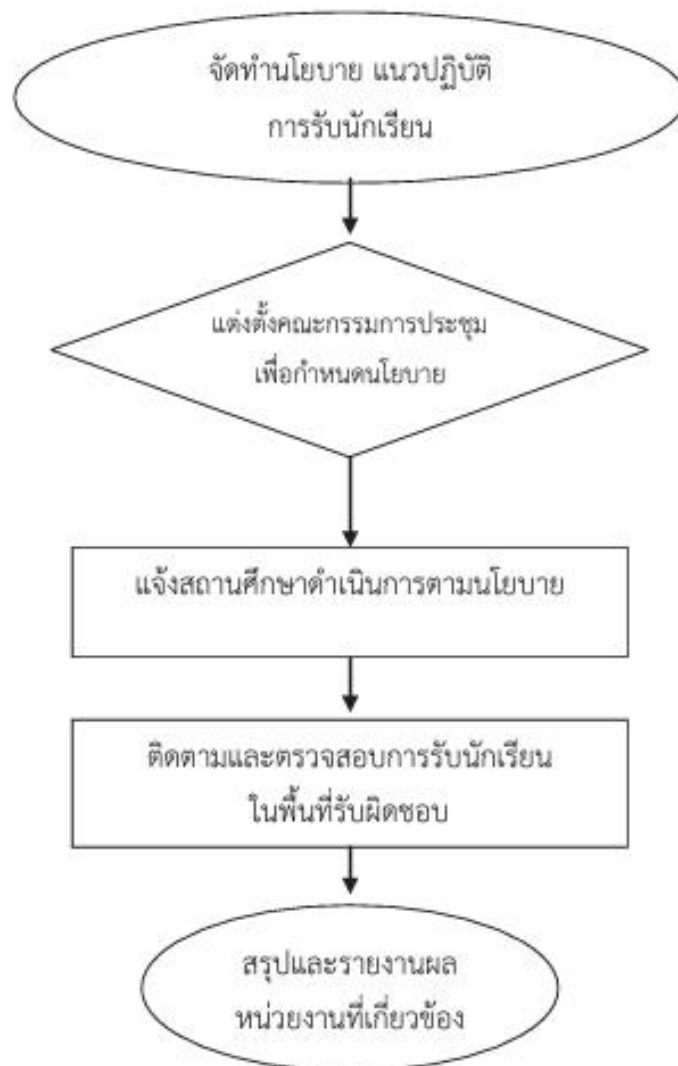 จัดทำนโยบาย แนวปฏิบัติ
การรับนักเรียน
แต่งตั้งคณะกรรมการประชุม
เพื่อกำหนดนโยบาย
แจ้งสถานศึกษาดำเนินการตามนโยบาย
ติดตามและตรวจสอบการรับนักเรียน
ในพื้นที่รับผิดชอบ
สรุปและรายงานผล
หน่วยงานที่เกี่ยวข้อง